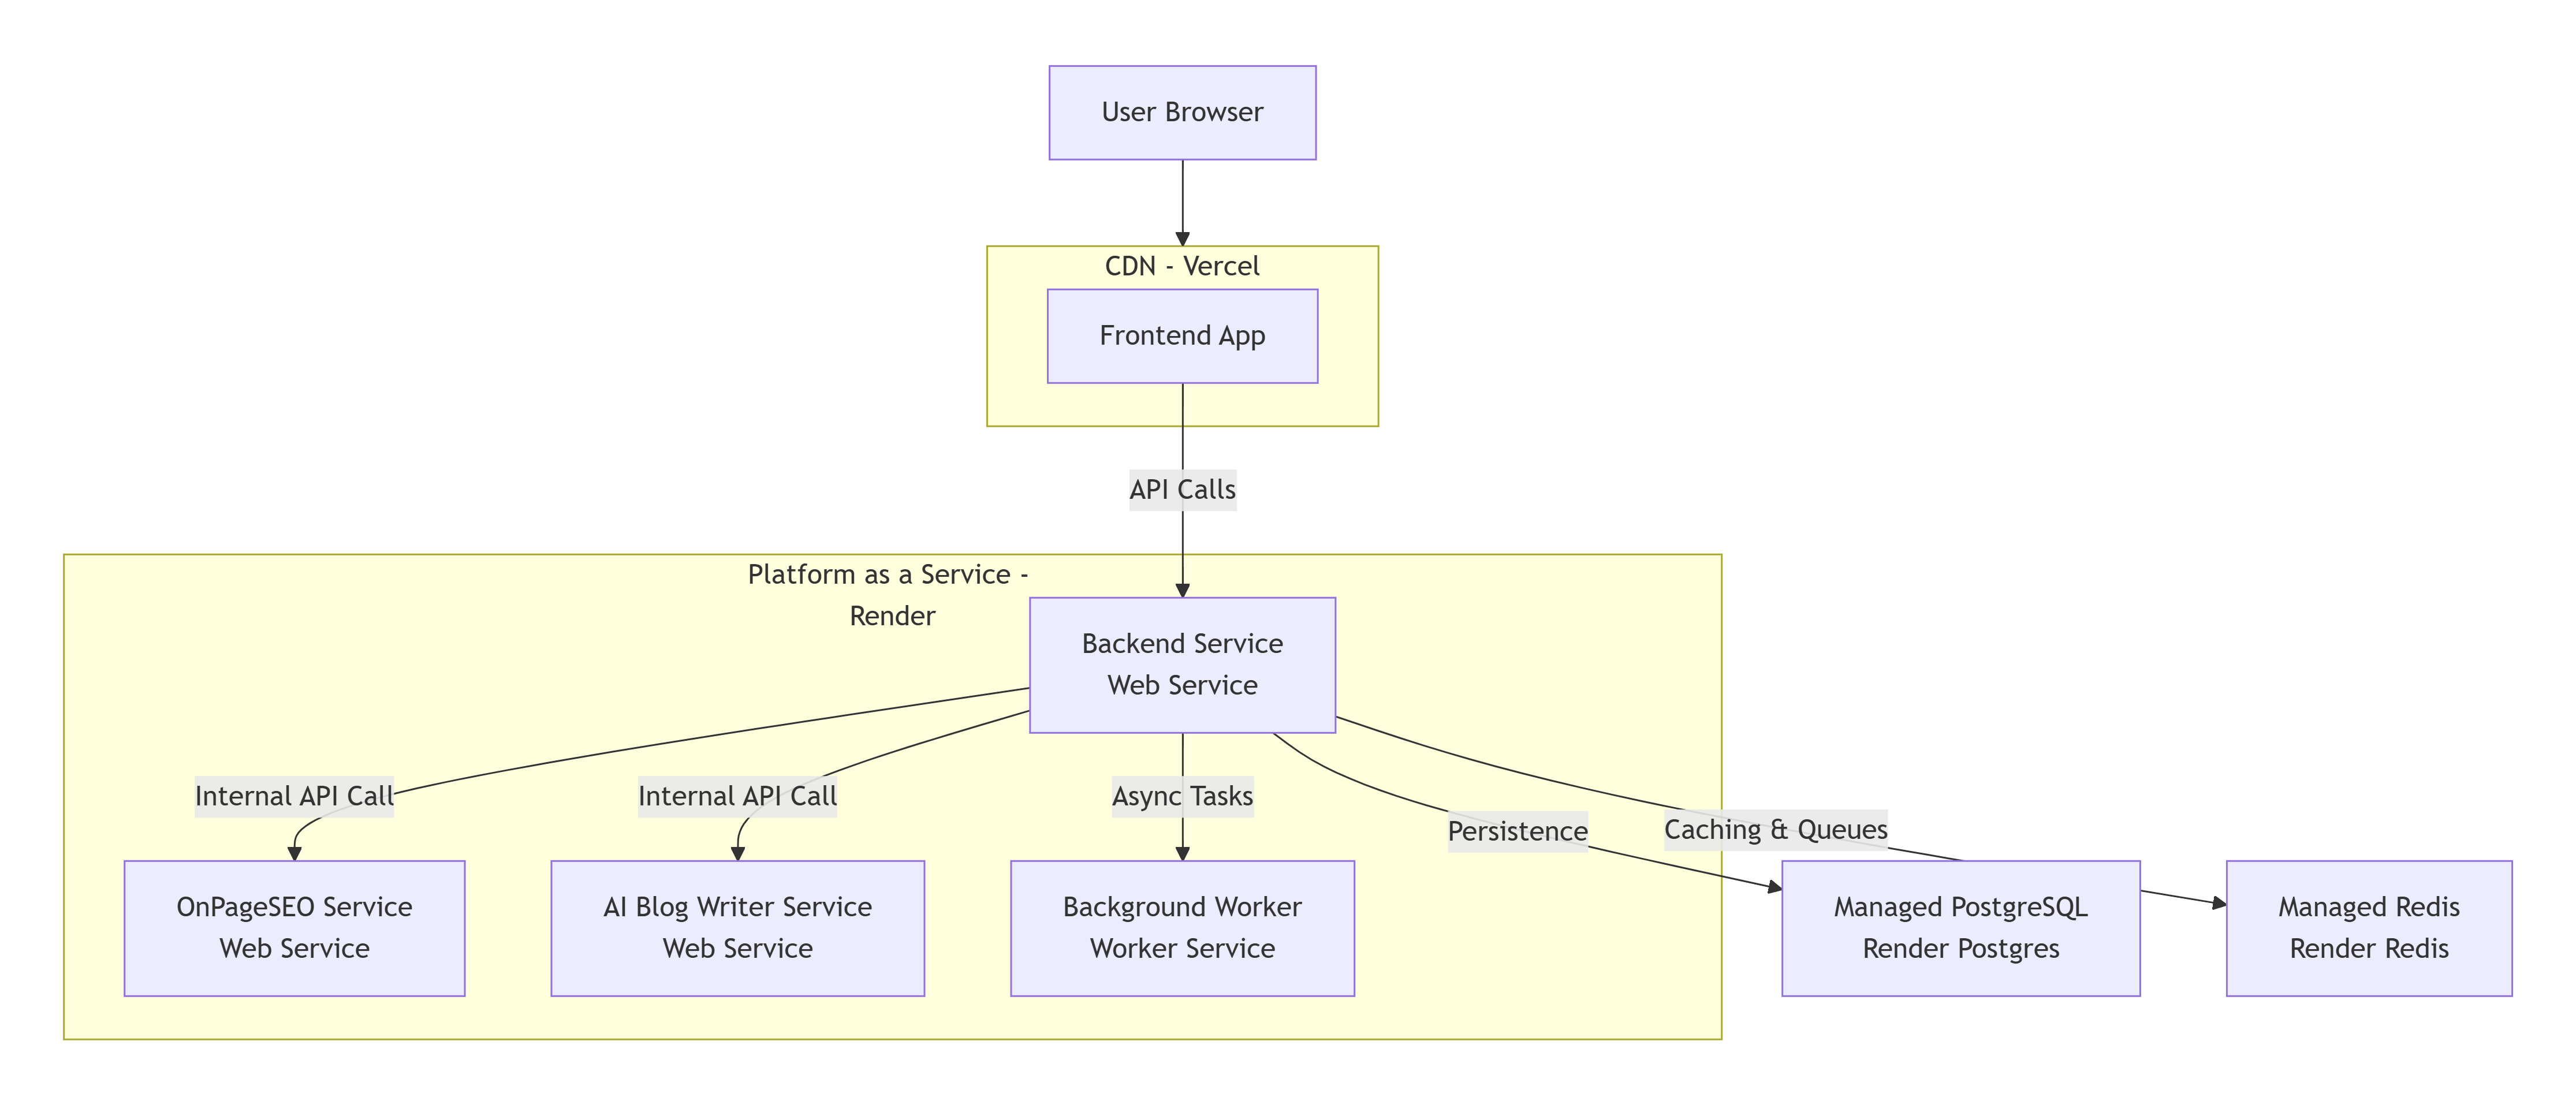 User Browser
CDN - Vercel
Frontend App
API Calls
Platform as a Service -
Render
Backend Service
Web Service
Internal API Call
Internal API Call
Async Tasks
Persistence
Caching & Queues
OnPageSEO Service
Web Service
AI Blog Writer Service
Web Service
Background Worker
Worker Service
Managed PostgreSQL
Render Postgres
Managed Redis
Render Redis